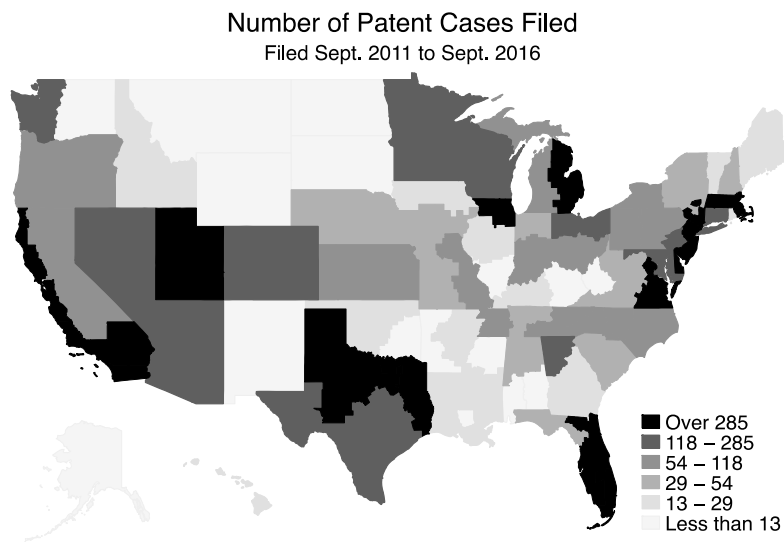 Number of Patent Cases Filed
Filed Sept. 2011 to Sept. 2016
Over 285
118 – 285
54 – 118
29 – 54
13 – 29
Less than 13